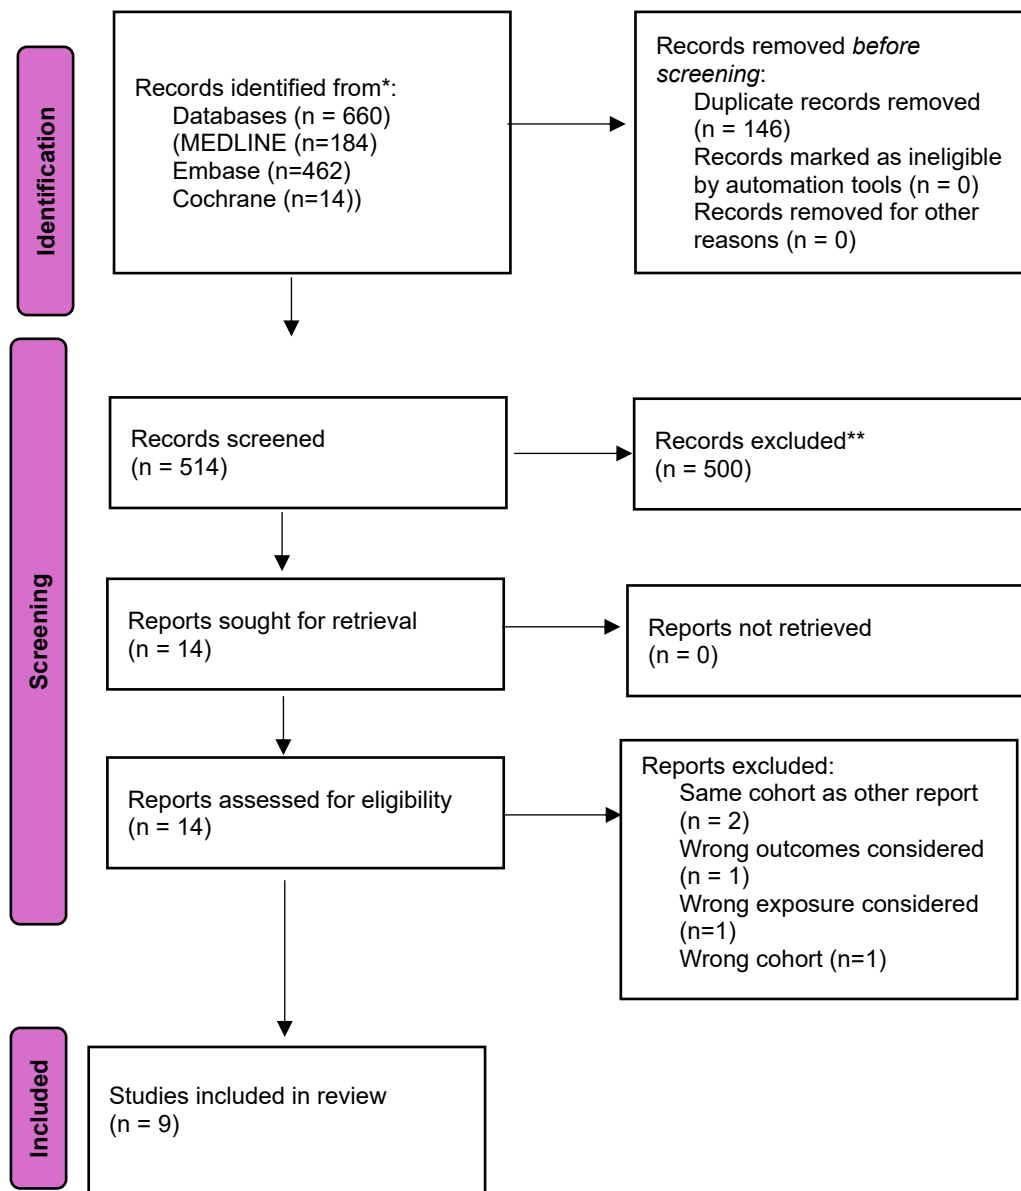 Identification
Records identified from*:
Databases (n = 660)
(MEDLINE (n=184)
Embase (n=462)
Cochrane (n=14))
Records removed before
screening:
Duplicate records removed
(n = 146)
Records marked as ineligible
by automation tools (n = 0)
Records removed for other
reasons (n = 0)
Screening
Records screened
(n = 514)
Records excluded**
(n = 500)
Reports sought for retrieval
(n = 14)
Reports not retrieved
(n = 0)
Reports assessed for eligibility
(n = 14)
Reports excluded:
Same cohort as other report
(n = 2)
Wrong outcomes considered
(n = 1)
Wrong exposure considered
(n=1)
Wrong cohort (n=1)
Included
Studies included in review
(n = 9)